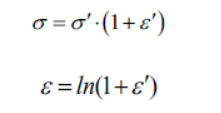 σ = σ′·(1+ε′)
ε = ln(1+ε′)